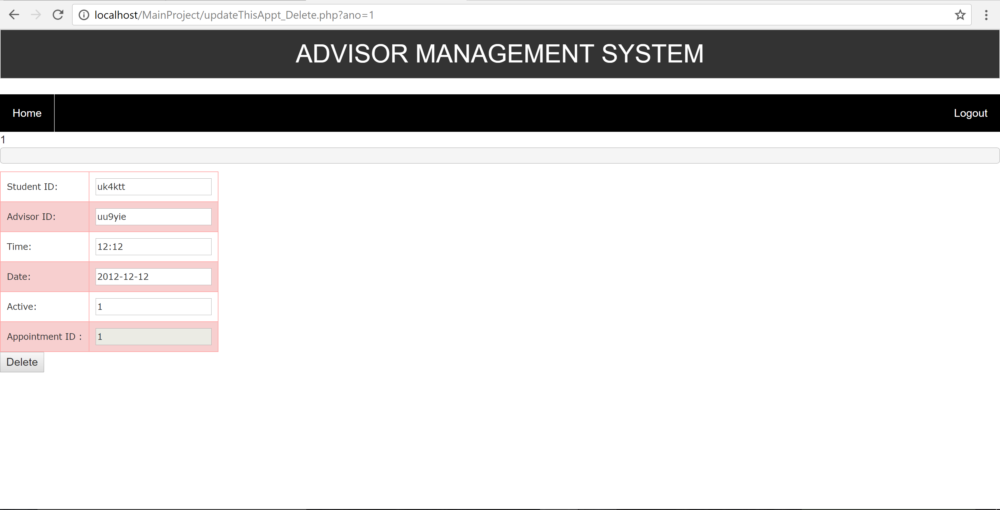 localhost/MainProject/updateThisAppt_Delete.php?ano=1
ADVISOR MANAGEMENT SYSTEM
Home Logout
1
Student ID: uk4ktt
Advisor ID: uu9yie
Time: 12:12
Date: 2012-12-12
Active: 1
Appointment ID : 1
Delete